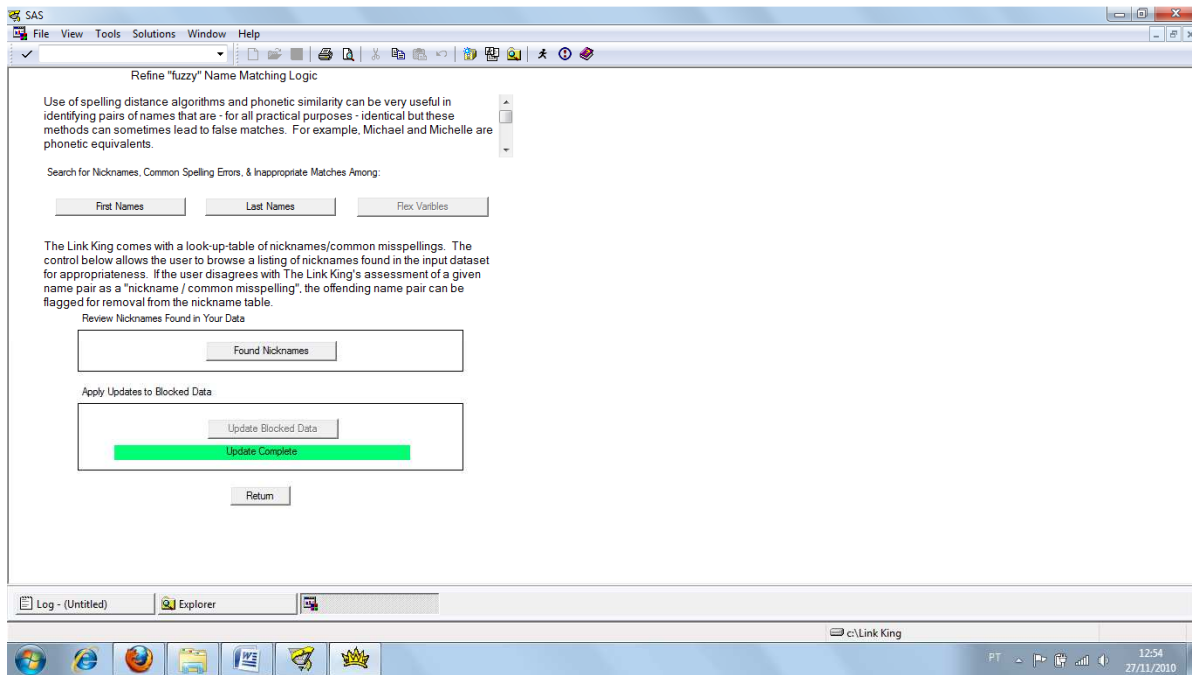 SAS
File View Tools Solutions Window Help
Refine "fuzzy" Name Matching Logic
Use of spelling distance algorithms and phonetic similarity can be very useful in
identifying pairs of names that are - for all practical purposes - identical but these
methods can sometimes lead to false matches. For example, Michael and Michelle are
phonetic equivalents.
Search for Nicknames, Common Spelling Errors, & Inappropriate Matches Among:
First Names Last Names Flex Varibles
The Link King comes with a look-up-table of nicknames/common misspellings. The
control below allows the user to browse a listing of nicknames found in the input dataset
for appropriateness. If the user disagrees with The Link King's assessment of a given
name pair as a "nickname / common misspelling", the offending name pair can be
flagged for removal from the nickname table.
Review Nicknames Found in Your Data
Found Nicknames
Apply Updates to Blocked Data
Update Blocked Data
Update Complete
Return
Log - (Untitled) Explorer
c:\Link King
PT 12:54
27/11/2010